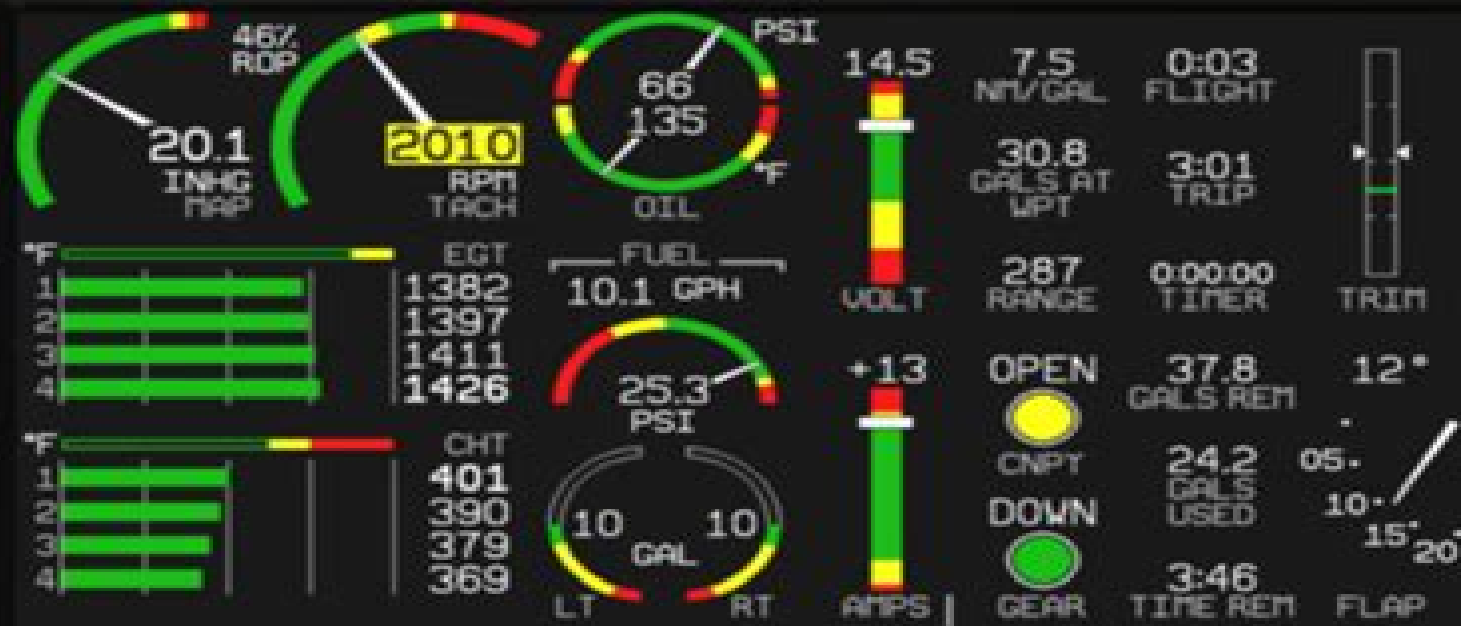 46%
ROP
20.1
INHG
MAP
2010
RPM
TACH
PSI
66
135
°F
OIL
14.5
VOLT
7.5
NM/GAL
0:03
FLIGHT
30.8
GALS AT
WPT
3:01
TRIP
287
RANGE
0:00:00
TIMER
TRIM
°F EGT
1 1382
2 1397
3 1411
4 1426
FUEL
10.1 GPH
25.3
PSI
°F CHT
1 401
2 390
3 379
4 369
10 10
GAL
LT RT
+13
AMPS
OPEN
CNPY
DOWN
GEAR
37.8
GALS REM
24.2
GALS
USED
3:46
TIME REM
12°
05
10
15
20
FLAP